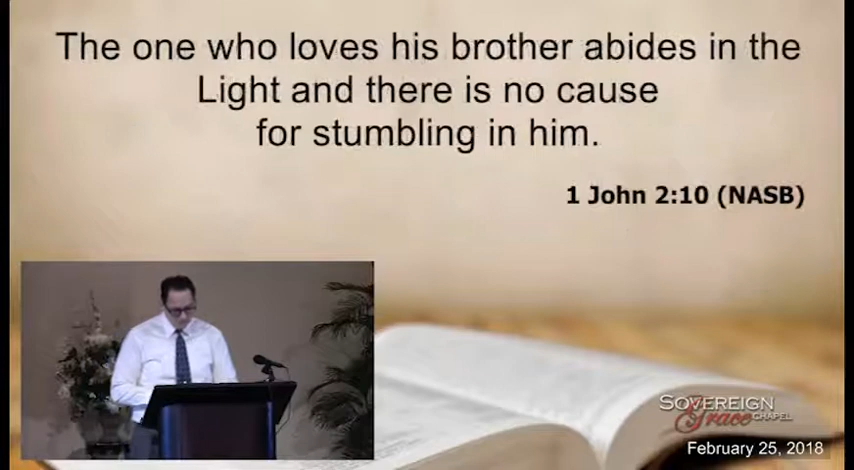 The one who loves his brother abides in the
Light and there is no cause
for stumbling in him.
1 John 2:10 (NASB)
SOVEREIGN
Grace CHAPEL
February 25, 2018